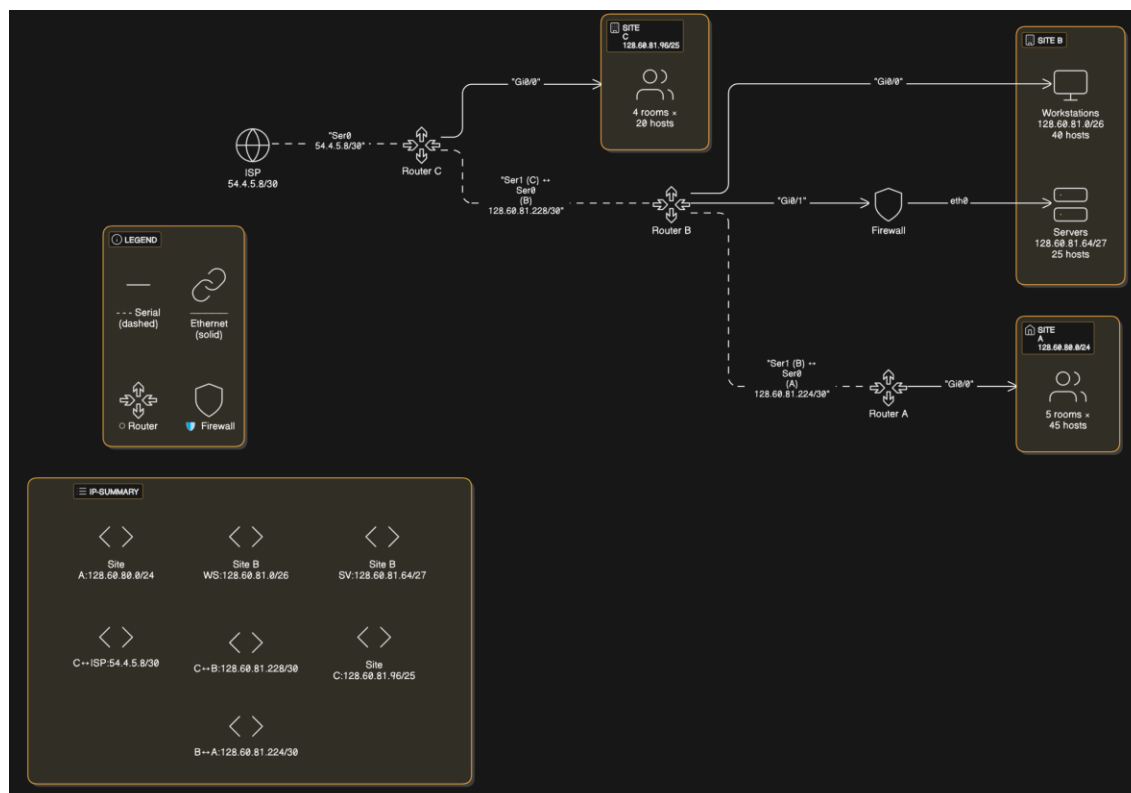 SITE
C
128.60.81.96/25
4 rooms ×
20 hosts
SITE B
Workstations
128.60.81.0/26
40 hosts
Servers
128.60.81.64/27
25 hosts
"Gi0/0"
"Gi0/0"
ISP
54.4.5.8/30
"Ser0
54.4.5.8/30"
Router C
"Ser1 (C) ↔
Ser0
(B)
128.60.81.228/30"
Router B
"Gi0/1"
Firewall
eth0
LEGEND
--- Serial
(dashed)
Ethernet
(solid)
○ Router
🛡 Firewall
"Ser1 (B) ↔
Ser0
(A)
128.60.81.224/30"
Router A
"Gi0/0"
SITE
A
128.60.80.0/24
5 rooms ×
45 hosts
IP-SUMMARY
Site
A:128.60.80.0/24
Site B
WS:128.60.81.0/26
Site B
SV:128.60.81.64/27
C↔ISP:54.4.5.8/30
C↔B:128.60.81.228/30
Site
C:128.60.81.96/25
B↔A:128.60.81.224/30